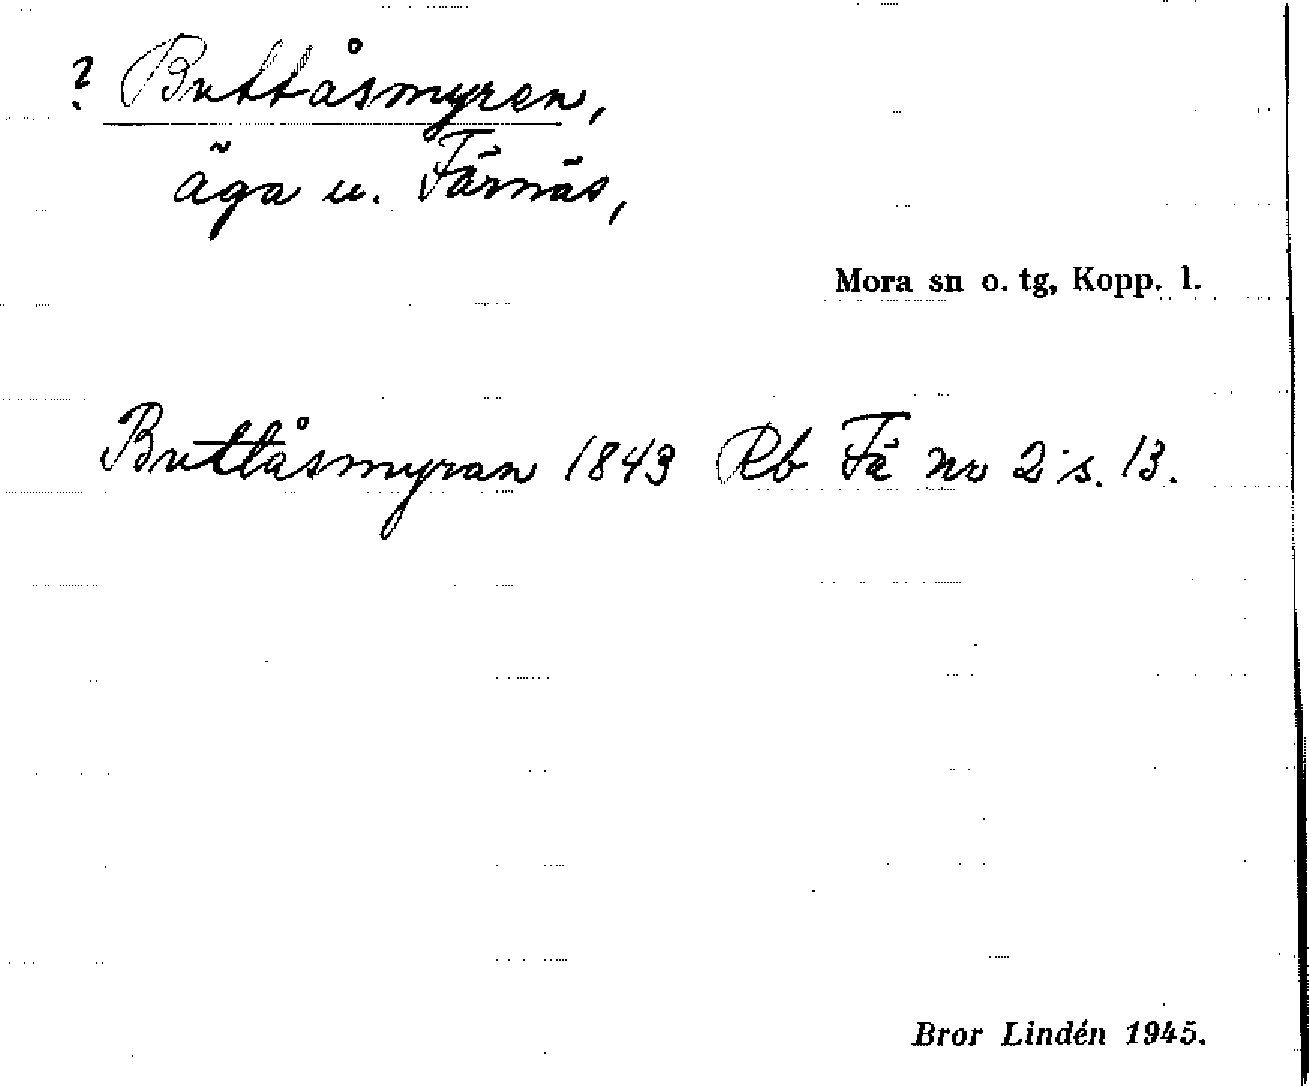 ? Buttåsmyren,
äga u. Färnäs,
Mora sn o. tg, Kopp. l.
Buttåsmyran 1843 Rb Fä nr 2 s. 13.
Bror Lindén 1945.